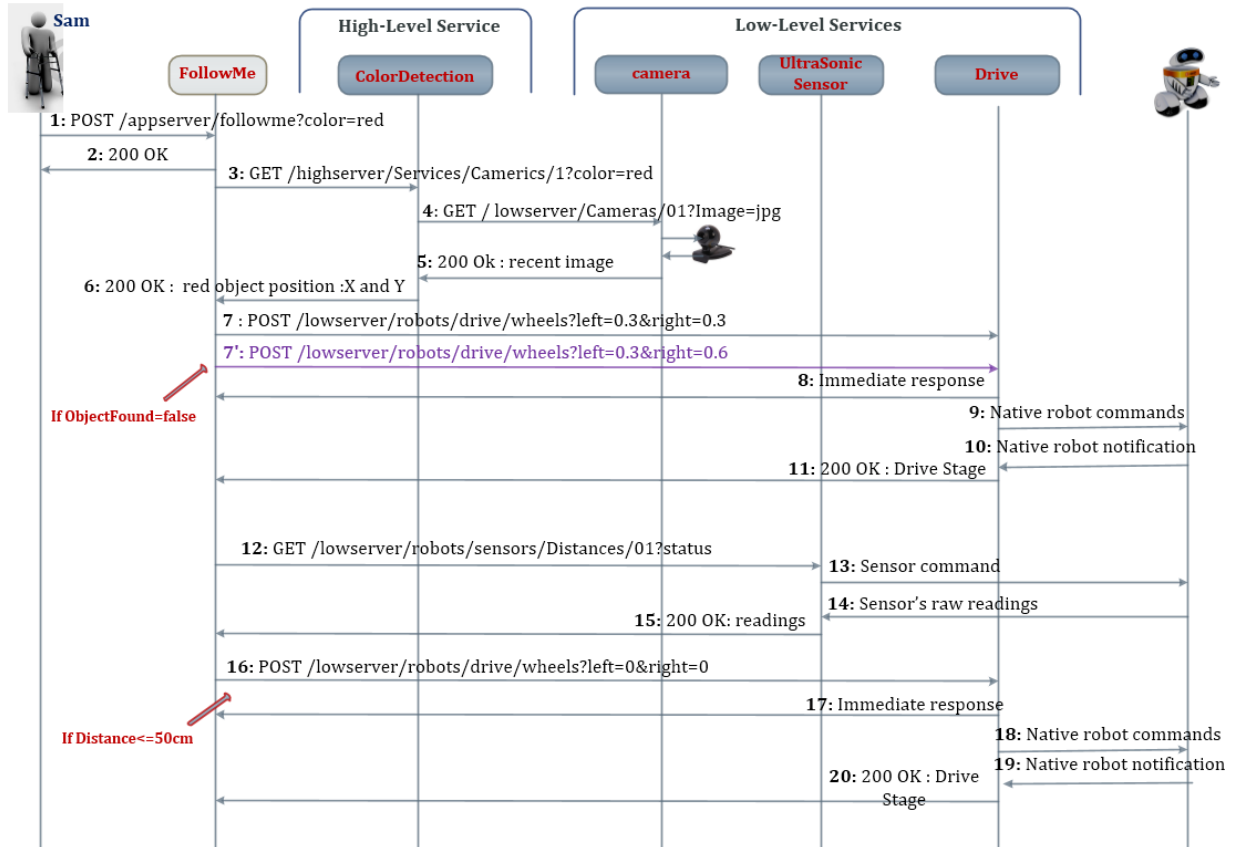 Sam
High-Level Service
Low-Level Services
FollowMe
ColorDetection
camera
UltraSonic
Sensor
Drive
1: POST /appserver/followme?color=red
2: 200 OK
3: GET /highserver/Services/Camerics/1?color=red
4: GET / lowserver/Cameras/01?Image=jpg
5: 200 Ok : recent image
6: 200 OK : red object position :X and Y
7 : POST /lowserver/robots/drive/wheels?left=0.3&right=0.3
7': POST /lowserver/robots/drive/wheels?left=0.3&right=0.6
8: Immediate response
If ObjectFound=false
9: Native robot commands
10: Native robot notification
11: 200 OK : Drive Stage
12: GET /lowserver/robots/sensors/Distances/01?status
13: Sensor command
14: Sensor's raw readings
15: 200 OK: readings
16: POST /lowserver/robots/drive/wheels?left=0&right=0
17: Immediate response
If Distance<=50cm
18: Native robot commands
19: Native robot notification
20: 200 OK : Drive
Stage